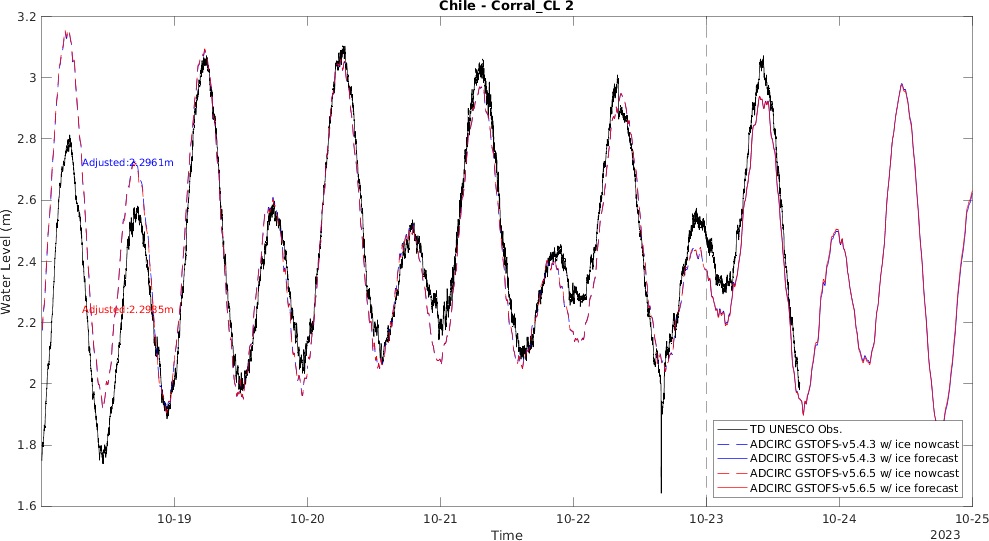 Chile - Corral_CL 2
3.2
3
2.8
2.6
2.4
2.2
2
1.8
1.6
Water Level (m)
Adjusted:2.2961m
Adjusted:2.2935m
TD UNESCO Obs.
ADCIRC GSTOFS-v5.4.3 w/ ice nowcast
ADCIRC GSTOFS-v5.4.3 w/ ice forecast
ADCIRC GSTOFS-v5.6.5 w/ ice nowcast
ADCIRC GSTOFS-v5.6.5 w/ ice forecast
10-19 10-20 10-21 10-22 10-23 10-24 10-25
Time
2023